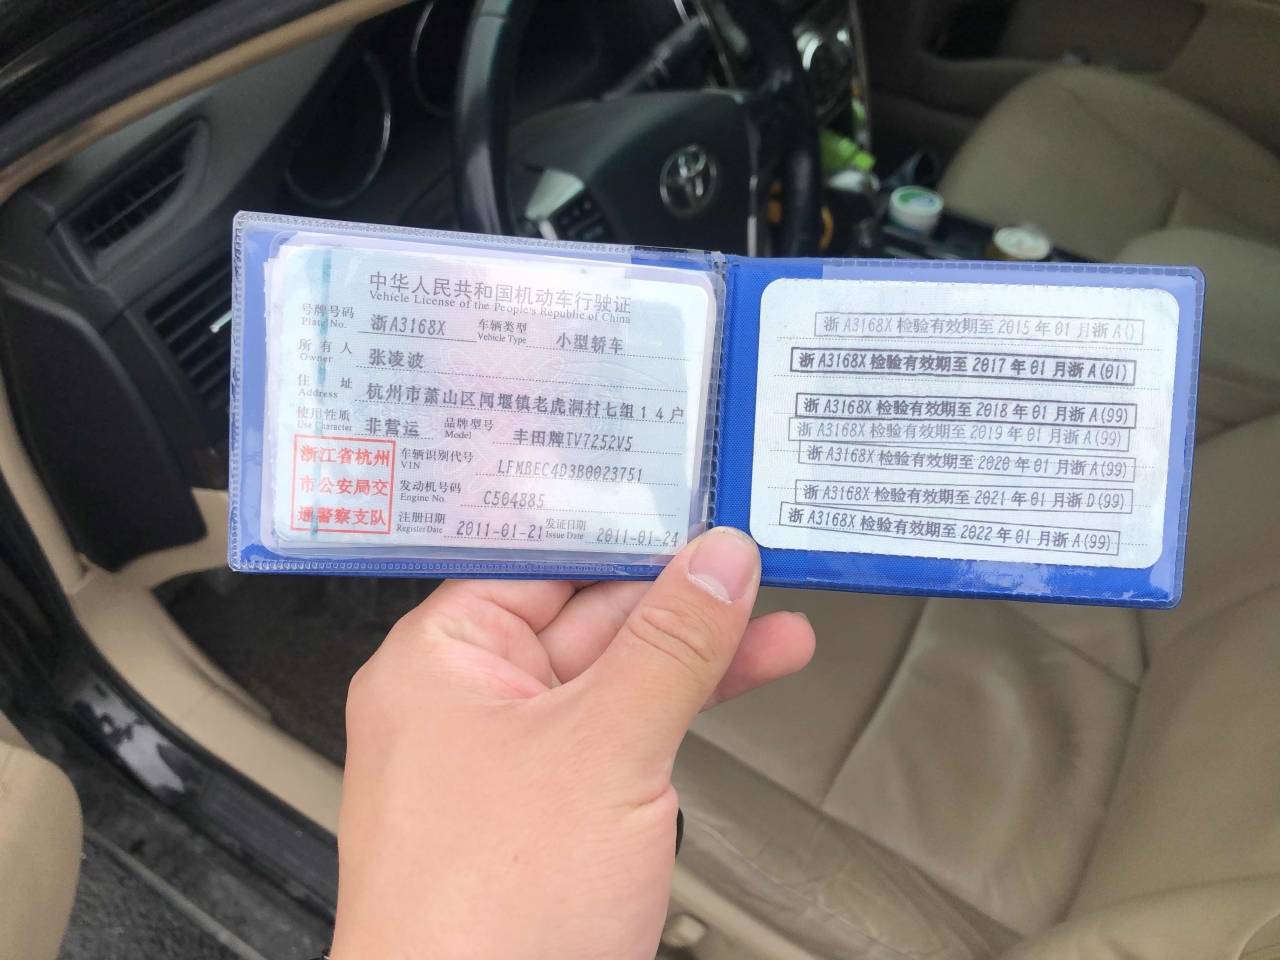 中华人民共和国机动车行驶证
Vehicle License of the People's Republic of China
号牌号码 Plate No. 浙A3168X 车辆类型 Vehicle Type 小型轿车
所有人 Owner 张凌波
住址 Address 杭州市萧山区闻堰镇老虎洞村七组14户
使用性质 Use Character 非营运 品牌型号 Model 丰田牌TV7252V5
车辆识别代号 VIN LFMBEC4D3B0023751
发动机号码 Engine No. C504885
注册日期 Register Date 2011-01-21 发证日期 Issue Date 2011-01-24
浙江省杭州
市公安局交
通警察支队
浙A3168X检验有效期至2015年01月浙A()
浙A3168X检验有效期至2017年01月浙A(01)
浙A3168X检验有效期至2018年01月浙A(99)
浙A3168X检验有效期至2019年01月浙A(99)
浙A3168X检验有效期至2020年01月浙A(99)
浙A3168X检验有效期至2021年01月浙D(99)
浙A3168X检验有效期至2022年01月浙A(99)